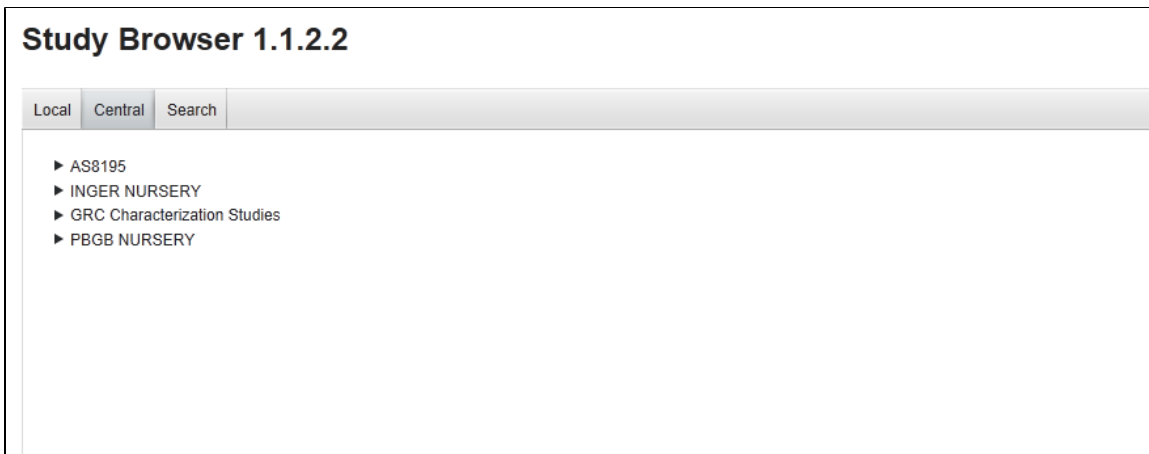 Study Browser 1.1.2.2
Local Central Search
AS8195
INGER NURSERY
GRC Characterization Studies
PBGB NURSERY